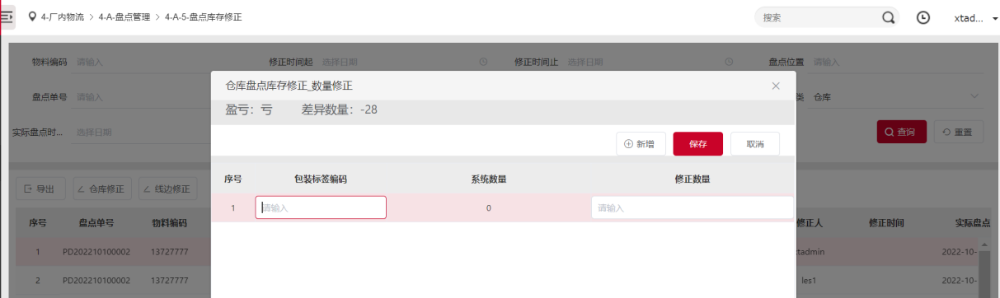 4-厂内物流 > 4-A-盘点管理 > 4-A-5-盘点库存修正
搜索
xtad...
物料编码 请输入 修正时间起 选择日期 修正时间止 选择日期 盘点位置 请输入
仓库盘点库存修正_数量修正
盘点单号 请输入 类 仓库
盈亏：亏 差异数量：-28
实际盘点时... 选择日期 查询 重置
新增 保存 取消
序号 包装标签编码 系统数量 修正数量
导出 仓库修正 线边修正
1 请输入 0 请输入
序号 盘点单号 物料编码 修正人 修正时间 实际盘点
1 PD202210100002 13727777 xtadmin 2022-10-
2 PD202210100002 13727777 les1 2022-10-